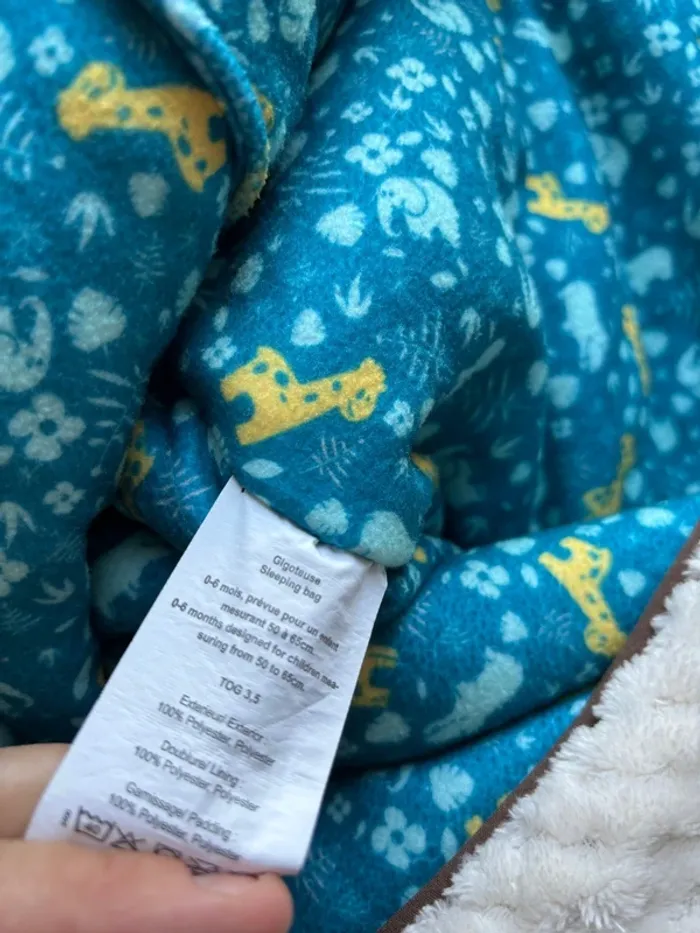 Gigoteuse
Sleeping bag
0-6 mois, prévue pour un enfant
mesurant 50 à 65cm.
0-6 months designed for children mea-
suring from 50 to 65cm.
TOG 3,5
Exterieur/ Exterior :
100% Polyester, Polyester
Doublure/ Lining :
100% Polyester, Polyester
Garnissage/ Padding :
100% Polyester, Polyester